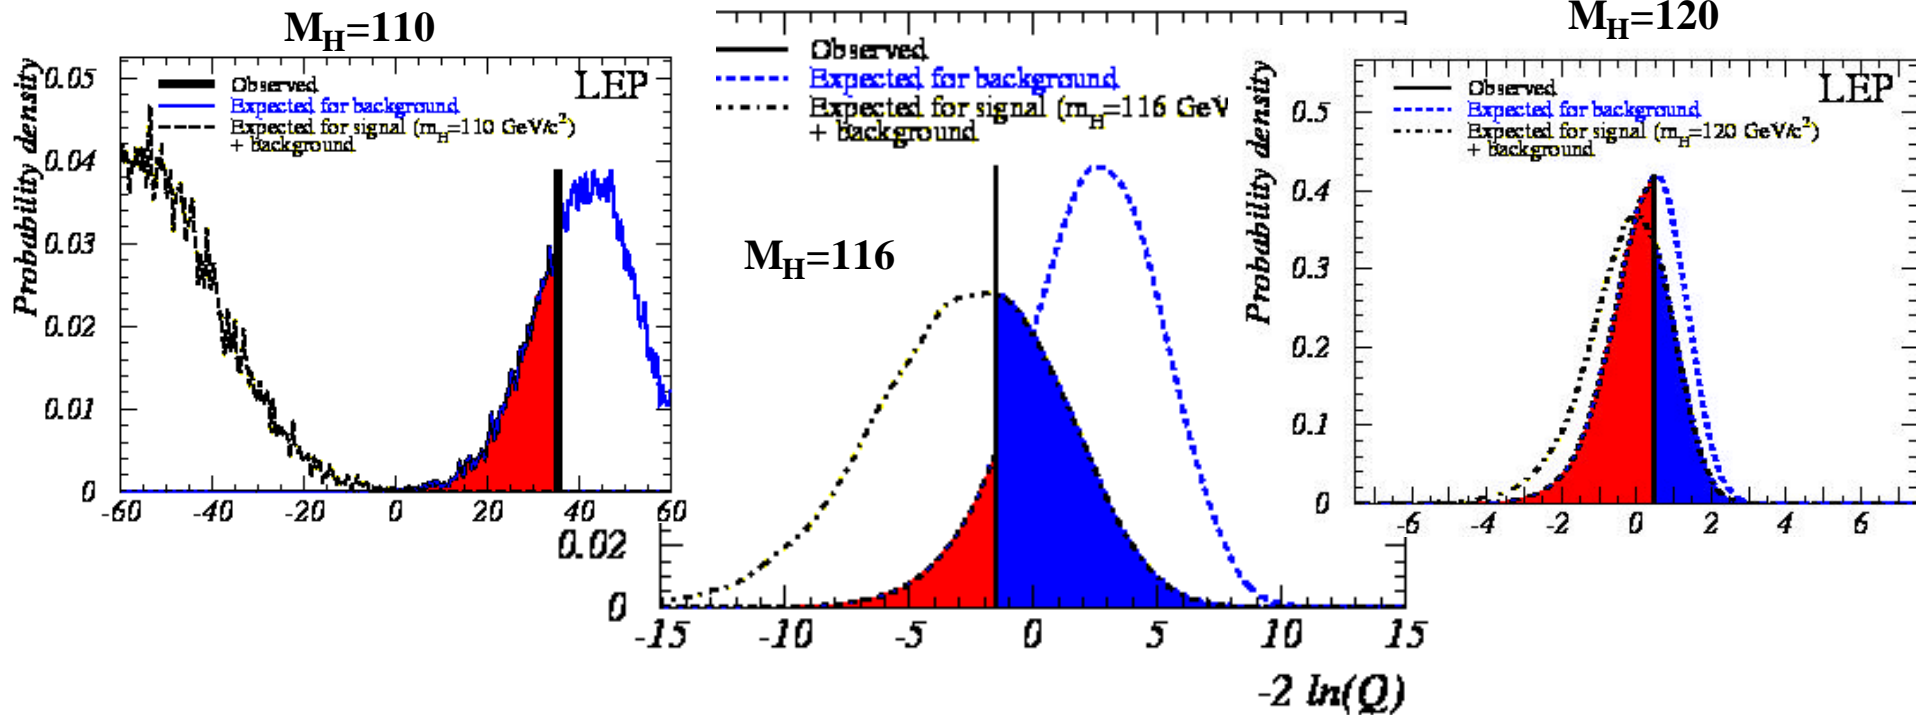 M_H=110
Probability density
0.05
0.04
0.03
0.02
0.01
0
Observed
Expected for background
Expected for signal (m_H=110 GeV/c²)
+ background
LEP
-60 -40 -20 0 20 40 60
M_H=116
Observed
Expected for background
Expected for signal (m_H=116 GeV
+ background
0.02
0
-15 -10 -5 0 5 10 15
-2 ln(Q)
M_H=120
Probability density
0.5
0.4
0.3
0.2
0.1
0
Observed
Expected for background
Expected for signal (m_H=120 GeV/c²)
+ background
LEP
-6 -4 -2 0 2 4 6